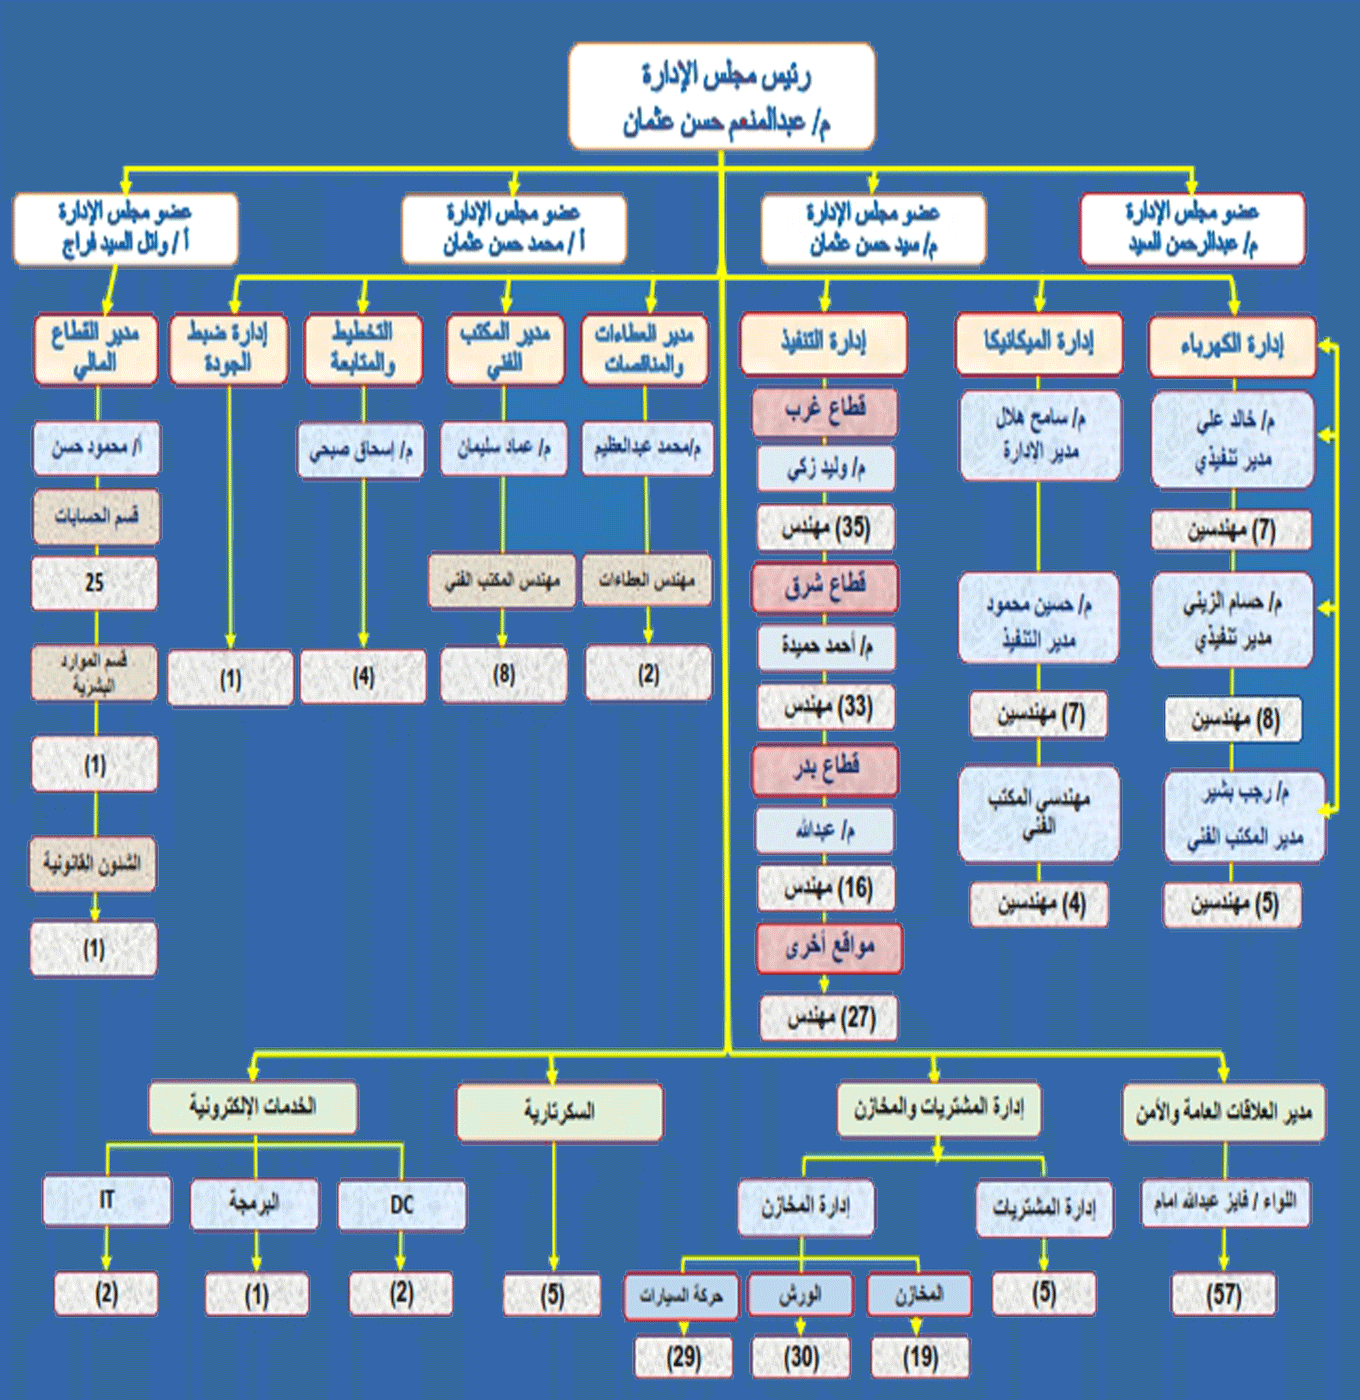 رئيس مجلس الإدارة
م/ عبدالمنعم حسن عثمان
عضو مجلس الإدارة
م/ عبدالرحمن السيد
عضو مجلس الإدارة
م/ سيد حسن عثمان
عضو مجلس الإدارة
أ / محمد حسن عثمان
عضو مجلس الإدارة
أ / وائل السيد فراج
إدارة الكهرباء
م/ خالد علي
مدير تنفيذي
(7) مهندسين
م/ حسام الزيني
مدير تنفيذي
(8) مهندسين
م/ رجب بشير
مدير المكتب الفني
(5) مهندسين
إدارة الميكانيكا
م/ سامح هلال
مدير الإدارة
م/ حسين محمود
مدير التنفيذ
(7) مهندسين
مهندسي المكتب
الفني
(4) مهندسين
إدارة التنفيذ
قطاع غرب
م/ وليد زكي
(35) مهندس
قطاع شرق
م/ أحمد حميدة
(33) مهندس
قطاع بدر
م/ عبدالله
(16) مهندس
مواقع أخرى
(27) مهندس
مدير العطاءات
والمناقصات
م/محمد عبدالعظيم
مهندس العطاءات
(2)
مدير المكتب
الفني
م/ عماد سليمان
مهندس المكتب الفني
(8)
التخطيط
والمتابعة
م/ إسحاق صبحي
(4)
إدارة ضبط
الجودة
(1)
مدير القطاع
المالي
أ/ محمود حسن
قسم الحسابات
25
قسم الموارد
البشرية
(1)
الشئون القانونية
(1)
مدير العلاقات العامة والأمن
اللواء / فايز عبدالله امام
(57)
إدارة المشتريات والمخازن
إدارة المشتريات
(5)
إدارة المخازن
المخازن
(19)
الورش
(30)
حركة السيارات
(29)
السكرتارية
(5)
الخدمات الإلكترونية
DC
(2)
البرمجة
(1)
IT
(2)